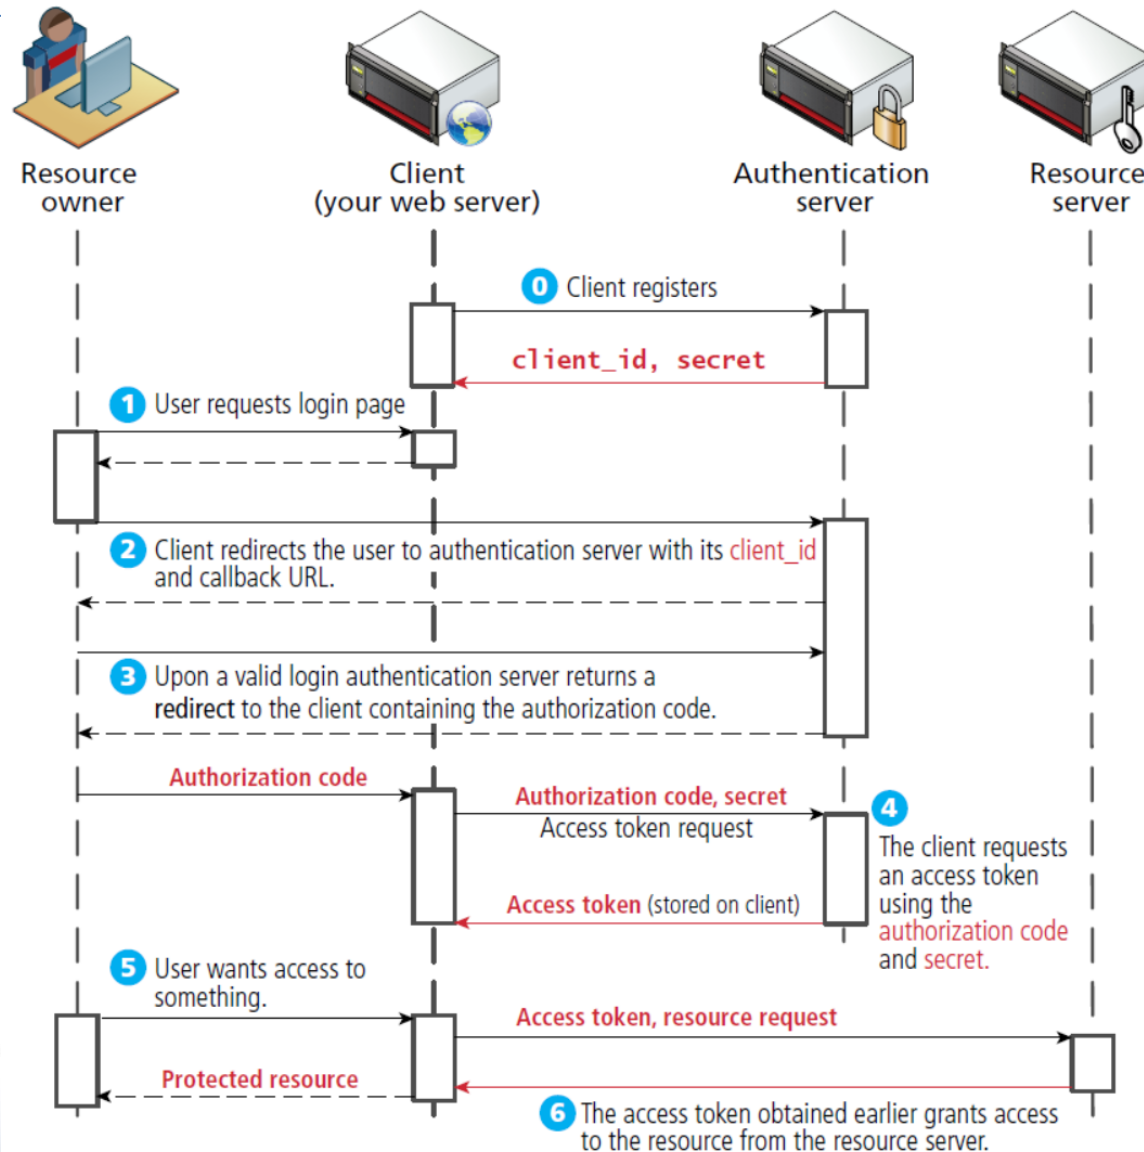 Resource
owner
Client
(your web server)
Authentication
server
Resource
server
0 Client registers
client_id, secret
1 User requests login page
2 Client redirects the user to authentication server with its client_id
and callback URL.
3 Upon a valid login authentication server returns a
redirect to the client containing the authorization code.
Authorization code
Authorization code, secret
Access token request
4
The client requests
an access token
using the
authorization code
and secret.
Access token (stored on client)
5 User wants access to
something.
Access token, resource request
Protected resource
6 The access token obtained earlier grants access
to the resource from the resource server.